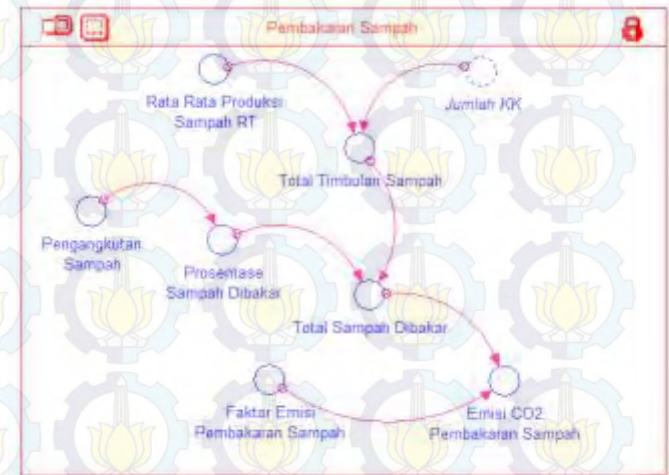 Pembakaran Sampah
Rata Rata Produksi
Sampah RT
Jumlah KK
Total Timbulan Sampah
Pengangkutan
Sampah
Prosentase
Sampah Dibakar
Total Sampah Dibakar
Faktor Emisi
Pembakaran Sampah
Emisi CO2
Pembakaran Sampah